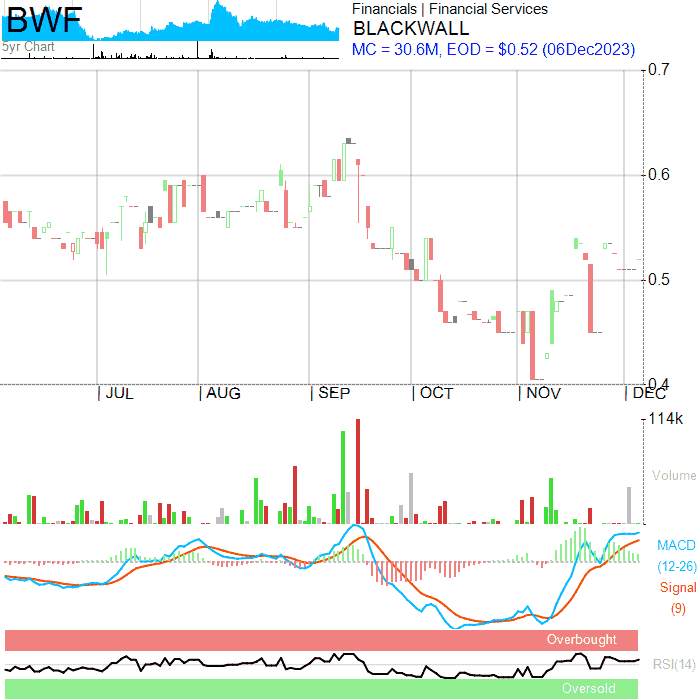 BWF
5yr Chart
Financials | Financial Services
BLACKWALL
MC = 30.6M, EOD = $0.52 (06Dec2023)
0.7
0.6
0.5
0.4
| JUL | AUG | SEP | OCT | NOV | DEC
114k
Volume
MACD
(12-26)
Signal
(9)
Overbought
RSI(14)
Oversold